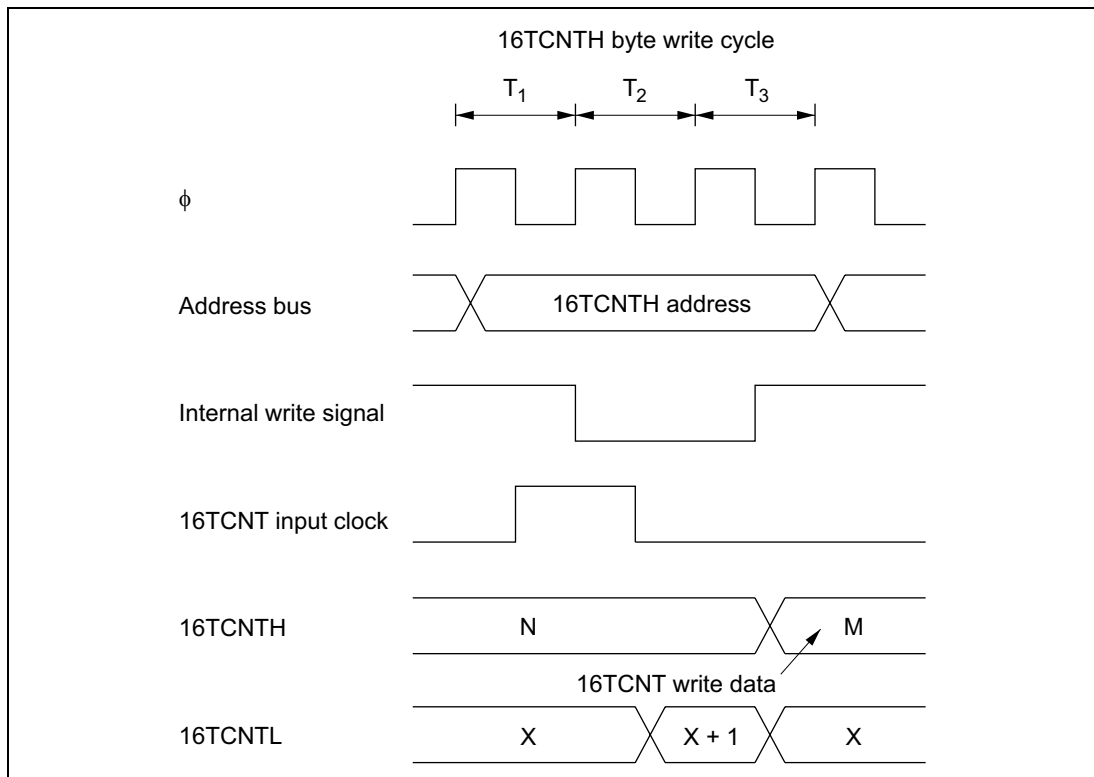 16TCNTH byte write cycle
T1 T2 T3
ϕ
Address bus 16TCNTH address
Internal write signal
16TCNT input clock
16TCNTH N M
16TCNT write data
16TCNTL X X + 1 X